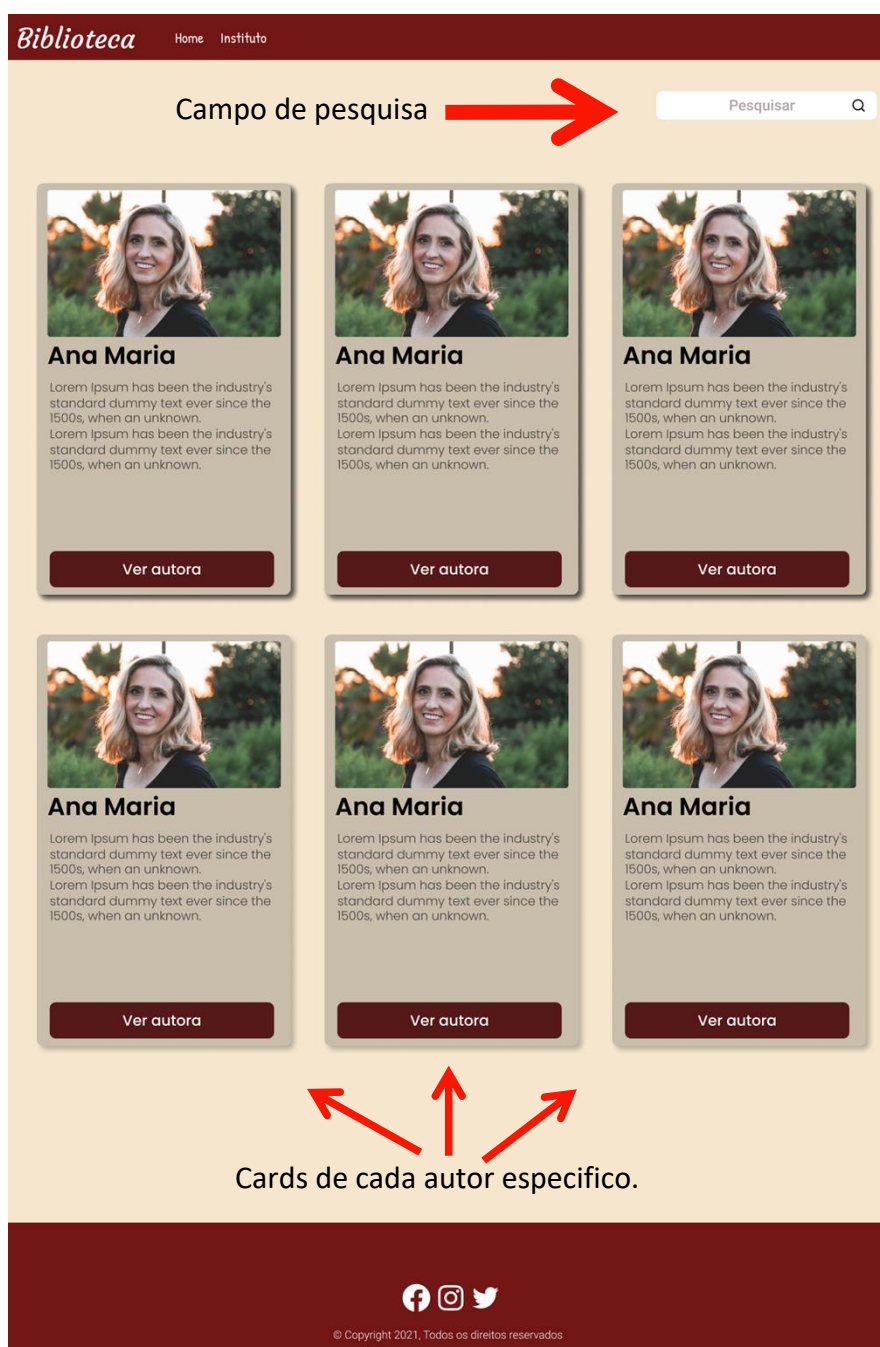 Biblioteca Home Instituto
Campo de pesquisa
Pesquisar
Ana Maria
Lorem Ipsum has been the industry's
standard dummy text ever since the
1500s, when an unknown.
Lorem Ipsum has been the industry's
standard dummy text ever since the
1500s, when an unknown.
Ver autora
Ana Maria
Lorem Ipsum has been the industry's
standard dummy text ever since the
1500s, when an unknown.
Lorem Ipsum has been the industry's
standard dummy text ever since the
1500s, when an unknown.
Ver autora
Ana Maria
Lorem Ipsum has been the industry's
standard dummy text ever since the
1500s, when an unknown.
Lorem Ipsum has been the industry's
standard dummy text ever since the
1500s, when an unknown.
Ver autora
Ana Maria
Lorem Ipsum has been the industry's
standard dummy text ever since the
1500s, when an unknown.
Lorem Ipsum has been the industry's
standard dummy text ever since the
1500s, when an unknown.
Ver autora
Ana Maria
Lorem Ipsum has been the industry's
standard dummy text ever since the
1500s, when an unknown.
Lorem Ipsum has been the industry's
standard dummy text ever since the
1500s, when an unknown.
Ver autora
Ana Maria
Lorem Ipsum has been the industry's
standard dummy text ever since the
1500s, when an unknown.
Lorem Ipsum has been the industry's
standard dummy text ever since the
1500s, when an unknown.
Ver autora
Cards de cada autor especifico.
© Copyright 2021, Todos os direitos reservados